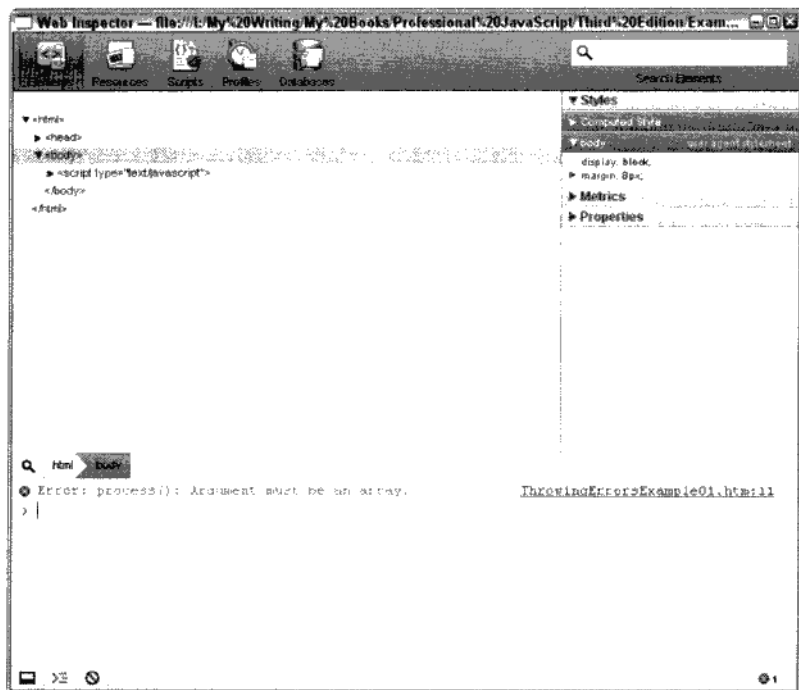 Web Inspector — file:///L:/My%20Writing/My%20Books/Professional%20JavaScript/Third%20Edition/Exam...
Elements Resources Scripts Profiles Databases
Search Elements
<html>
<head>
<body>
<script type="text/javascript">
</body>
</html>
Styles
Computed Style
body user agent stylesheet
display: block;
margin: 8px;
Metrics
Properties
html body
Error: process(): Argument must be an array.
ThrowingErrorsExample01.htm:11
>
1